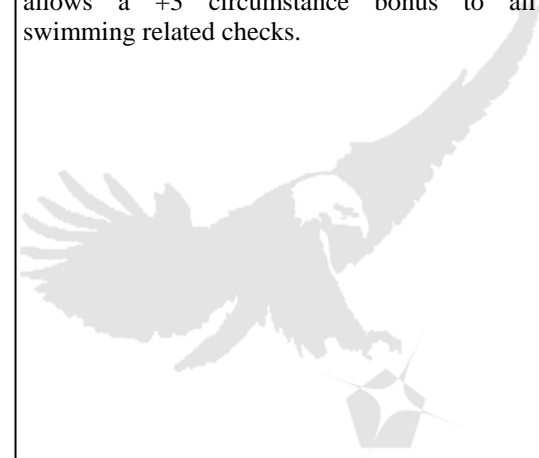 allows a +3 circumstance bonus to all
swimming related checks.